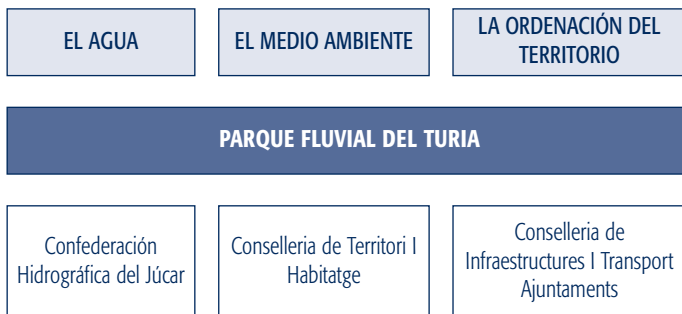 EL AGUA
EL MEDIO AMBIENTE
LA ORDENACIÓN DEL
TERRITORIO
PARQUE FLUVIAL DEL TURIA
Confederación
Hidrográfica del Júcar
Conselleria de Territori I
Habitatge
Conselleria de
Infraestructures I Transport
Ajuntaments